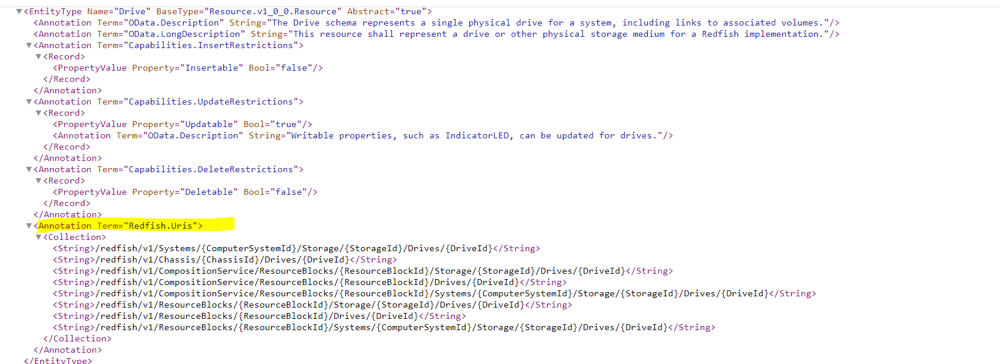 ▼<EntityType Name="Drive" BaseType="Resource.v1_0_0.Resource" Abstract="true">
<Annotation Term="OData.Description" String="The Drive schema represents a single physical drive for a system, including links to associated volumes."/>
<Annotation Term="OData.LongDescription" String="This resource shall represent a drive or other physical storage medium for a Redfish implementation."/>
▼<Annotation Term="Capabilities.InsertRestrictions">
▼<Record>
<PropertyValue Property="Insertable" Bool="false"/>
</Record>
</Annotation>
▼<Annotation Term="Capabilities.UpdateRestrictions">
▼<Record>
<PropertyValue Property="Updatable" Bool="true"/>
<Annotation Term="OData.Description" String="Writable properties, such as IndicatorLED, can be updated for drives."/>
</Record>
</Annotation>
▼<Annotation Term="Capabilities.DeleteRestrictions">
▼<Record>
<PropertyValue Property="Deletable" Bool="false"/>
</Record>
</Annotation>
▼<Annotation Term="Redfish.Uris">
▼<Collection>
<String>/redfish/v1/Systems/{ComputerSystemId}/Storage/{StorageId}/Drives/{DriveId}</String>
<String>/redfish/v1/Chassis/{ChassisId}/Drives/{DriveId}</String>
<String>/redfish/v1/CompositionService/ResourceBlocks/{ResourceBlockId}/Storage/{StorageId}/Drives/{DriveId}</String>
<String>/redfish/v1/CompositionService/ResourceBlocks/{ResourceBlockId}/Drives/{DriveId}</String>
<String>/redfish/v1/CompositionService/ResourceBlocks/{ResourceBlockId}/Systems/{ComputerSystemId}/Storage/{StorageId}/Drives/{DriveId}</String>
<String>/redfish/v1/ResourceBlocks/{ResourceBlockId}/Storage/{StorageId}/Drives/{DriveId}</String>
<String>/redfish/v1/ResourceBlocks/{ResourceBlockId}/Drives/{DriveId}</String>
<String>/redfish/v1/ResourceBlocks/{ResourceBlockId}/Systems/{ComputerSystemId}/Storage/{StorageId}/Drives/{DriveId}</String>
</Collection>
</Annotation>
</EntityType>